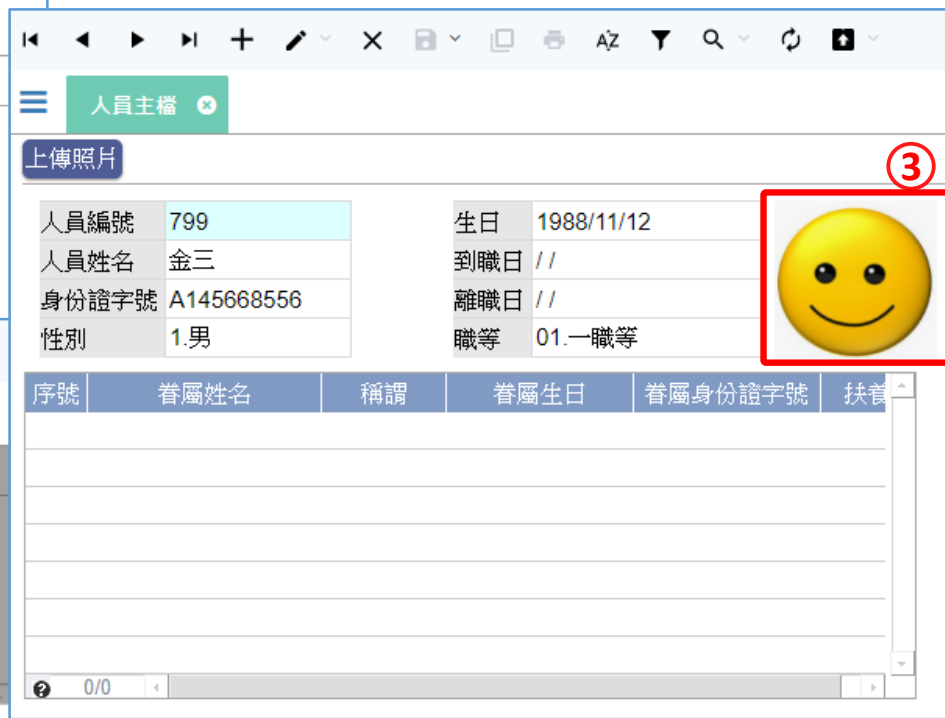 AZ
人員主檔
上傳照片
③
人員編號 799 生日 1988/11/12
人員姓名 金三 到職日 / /
身份證字號 A145668556 離職日 / /
性別 1.男 職等 01.一職等
序號 眷屬姓名 稱謂 眷屬生日 眷屬身份證字號 扶養
0/0